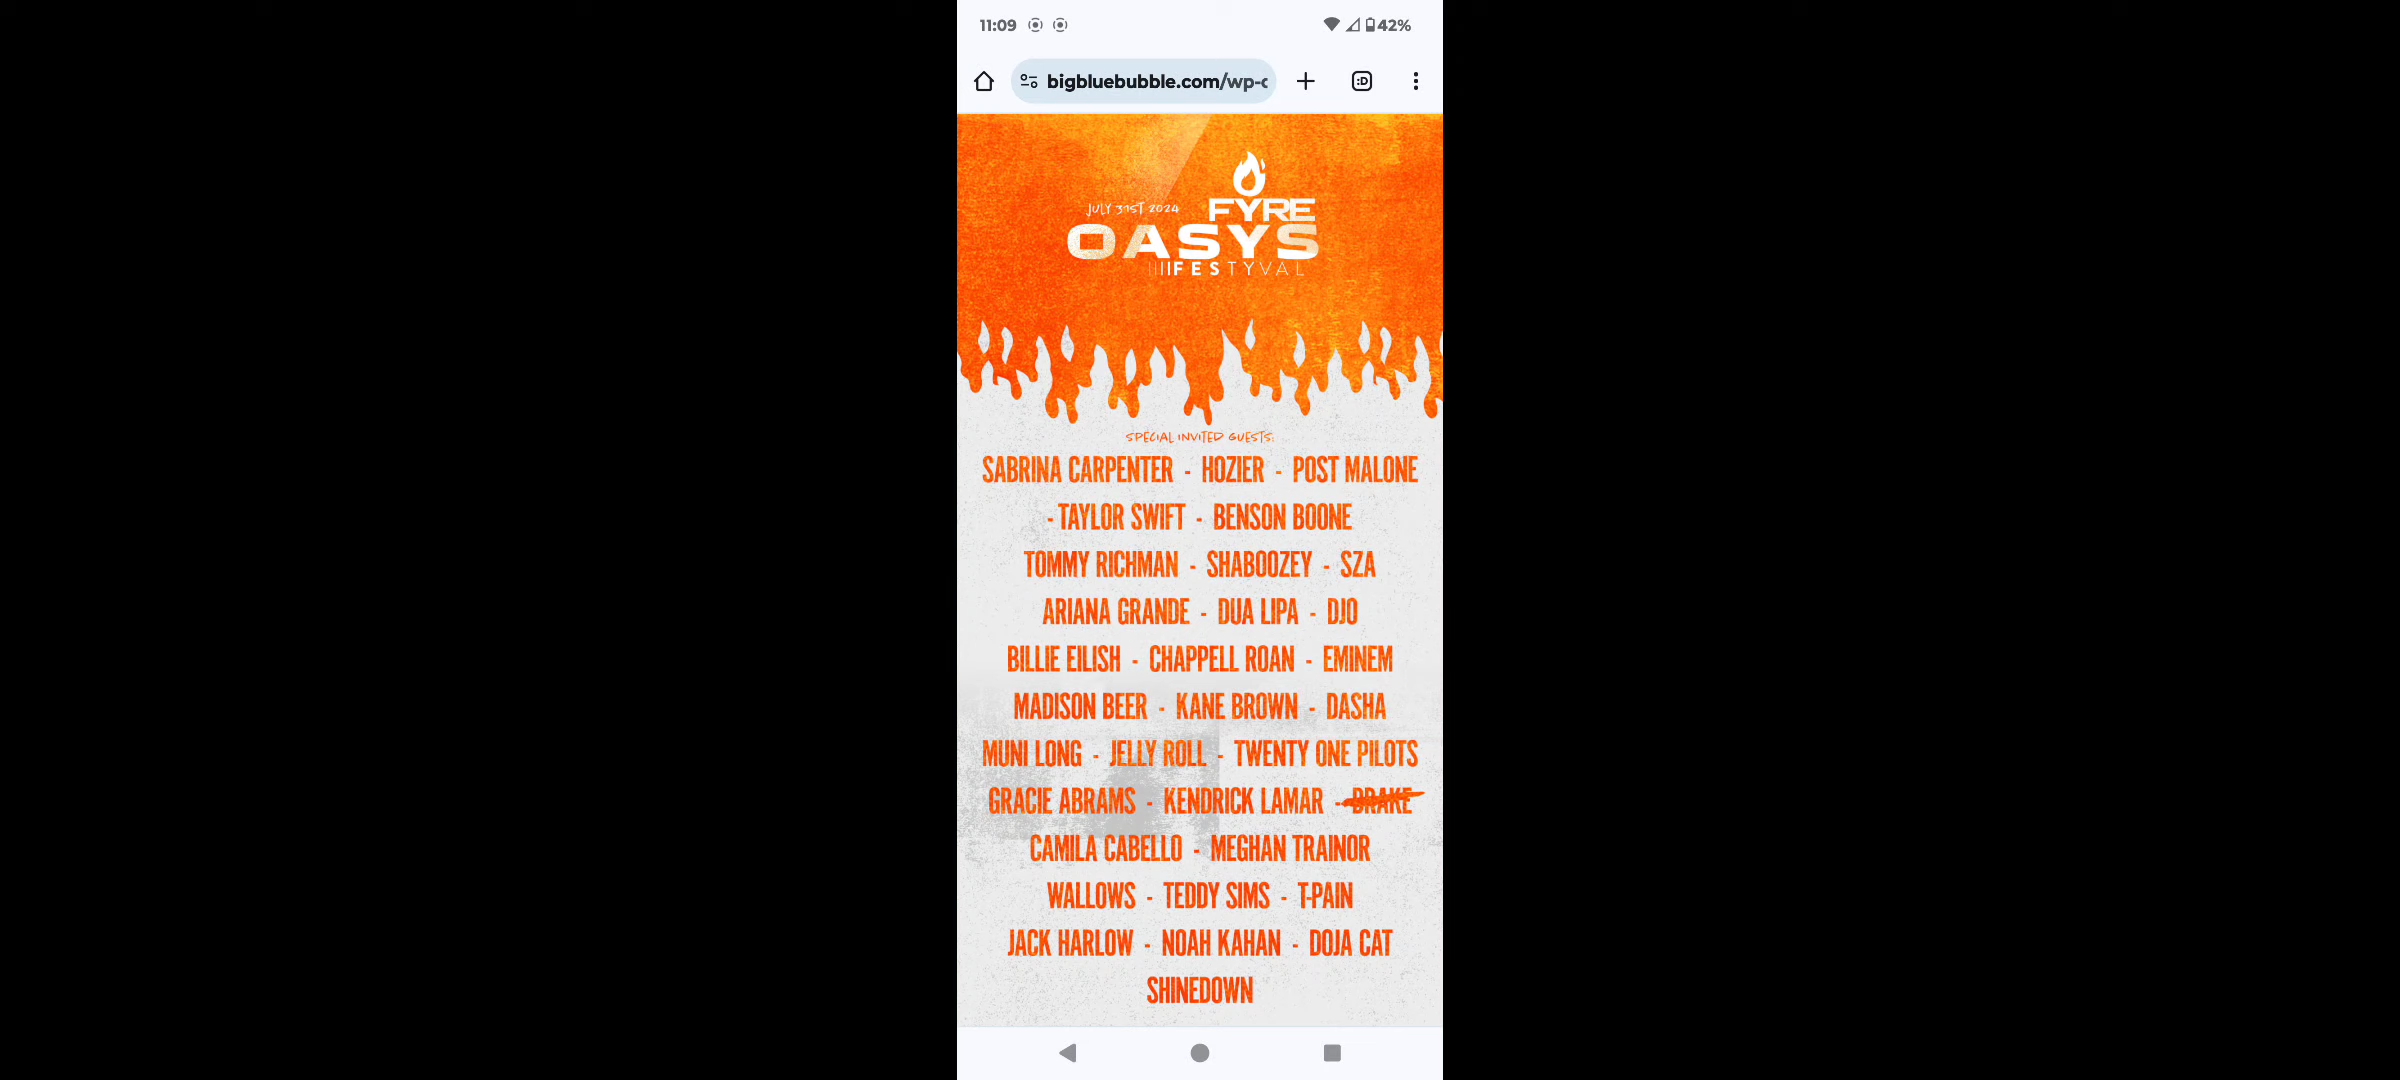 11:09
42%
bigbluebubble.com/wp-c
:D
JULY 31ST 2024
FYRE
OASYS
FESTYVAL
SPECIAL INVITED GUESTS:
SABRINA CARPENTER - HOZIER - POST MALONE
- TAYLOR SWIFT - BENSON BOONE
TOMMY RICHMAN - SHABOOZEY - SZA
ARIANA GRANDE - DUA LIPA - DJO
BILLIE EILISH - CHAPPELL ROAN - EMINEM
MADISON BEER - KANE BROWN - DASHA
MUNI LONG - JELLY ROLL - TWENTY ONE PILOTS
GRACIE ABRAMS - KENDRICK LAMAR - DRAKE
CAMILA CABELLO - MEGHAN TRAINOR
WALLOWS - TEDDY SIMS - T-PAIN
JACK HARLOW - NOAH KAHAN - DOJA CAT
SHINEDOWN